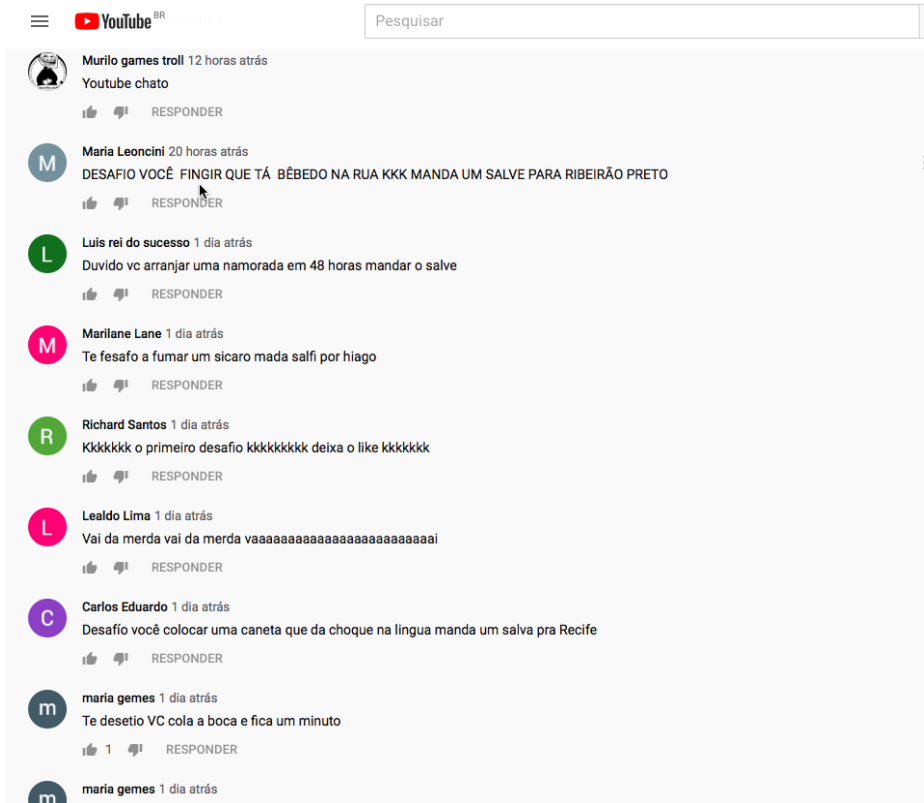 YouTube BR
Pesquisar
Murilo games troll 12 horas atrás
Youtube chato
RESPONDER
Maria Leoncini 20 horas atrás
DESAFIO VOCÊ FINGIR QUE TÁ BÊBEDO NA RUA KKK MANDA UM SALVE PARA RIBEIRÃO PRETO
RESPONDER
Luis rei do sucesso 1 dia atrás
Duvido vc arranjar uma namorada em 48 horas mandar o salve
RESPONDER
Marilane Lane 1 dia atrás
Te fesafo a fumar um sicaro mada salfi por hiago
RESPONDER
Richard Santos 1 dia atrás
Kkkkkkk o primeiro desafio kkkkkkkkk deixa o like kkkkkkk
RESPONDER
Lealdo Lima 1 dia atrás
Vai da merda vai da merda vaaaaaaaaaaaaaaaaaaaaaaaaai
RESPONDER
Carlos Eduardo 1 dia atrás
Desafío você colocar uma caneta que da choque na lingua manda um salva pra Recife
RESPONDER
maria gemes 1 dia atrás
Te desetio VC cola a boca e fica um minuto
1 RESPONDER
maria gemes 1 dia atrás